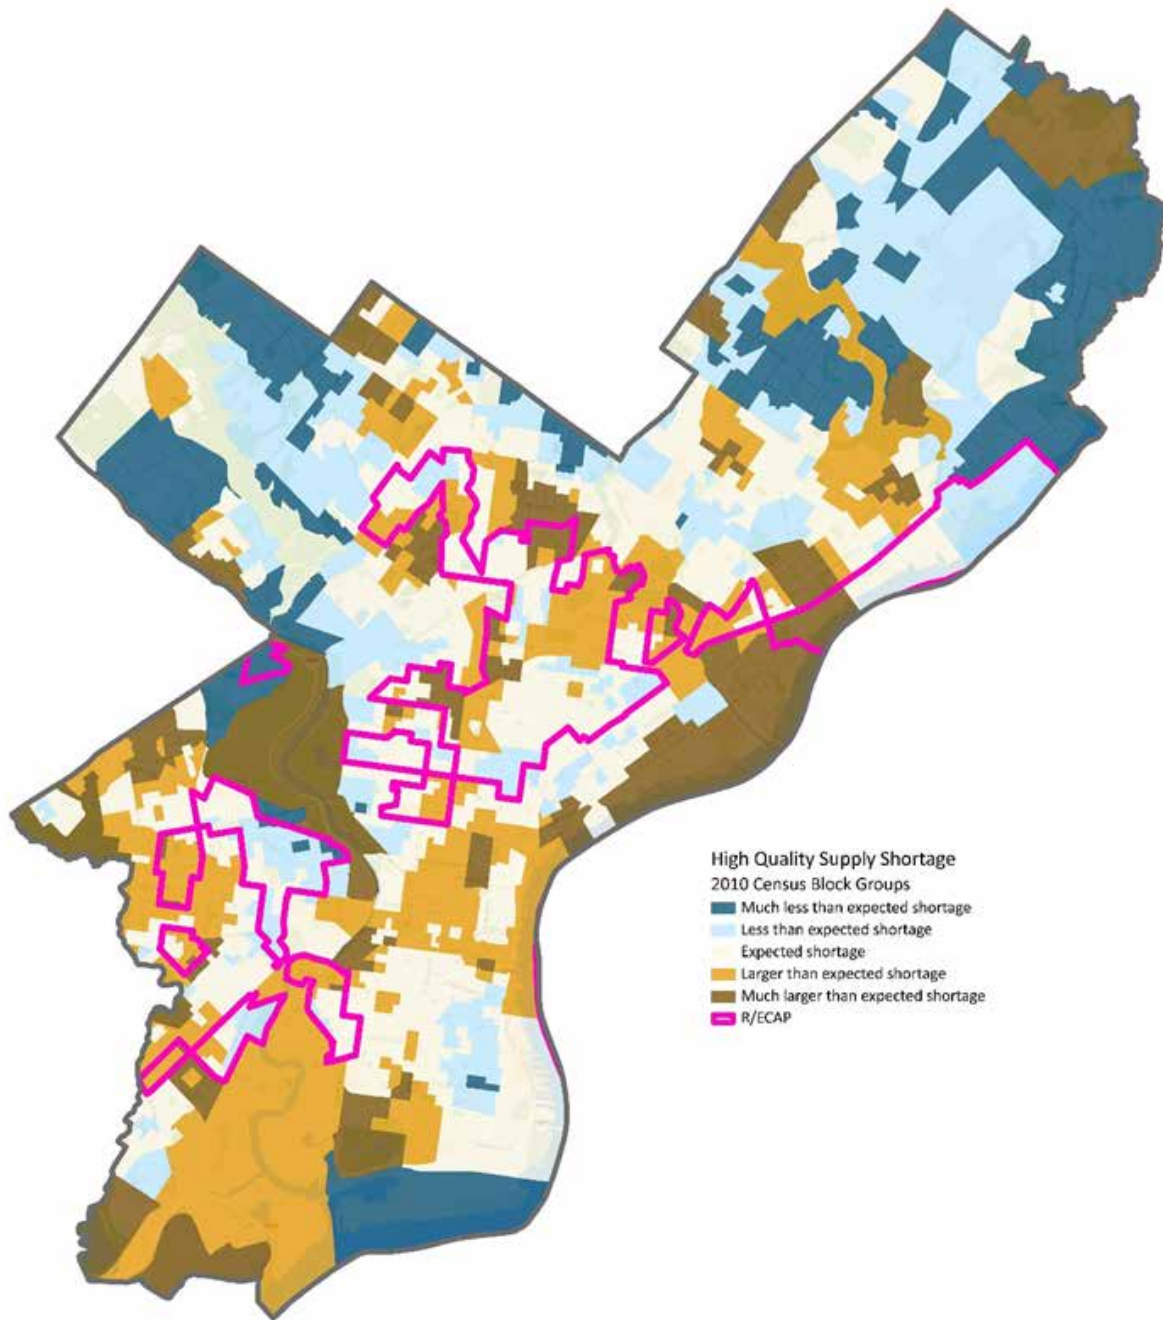 High Quality Supply Shortage
2010 Census Block Groups
Much less than expected shortage
Less than expected shortage
Expected shortage
Larger than expected shortage
Much larger than expected shortage
R/ECAP